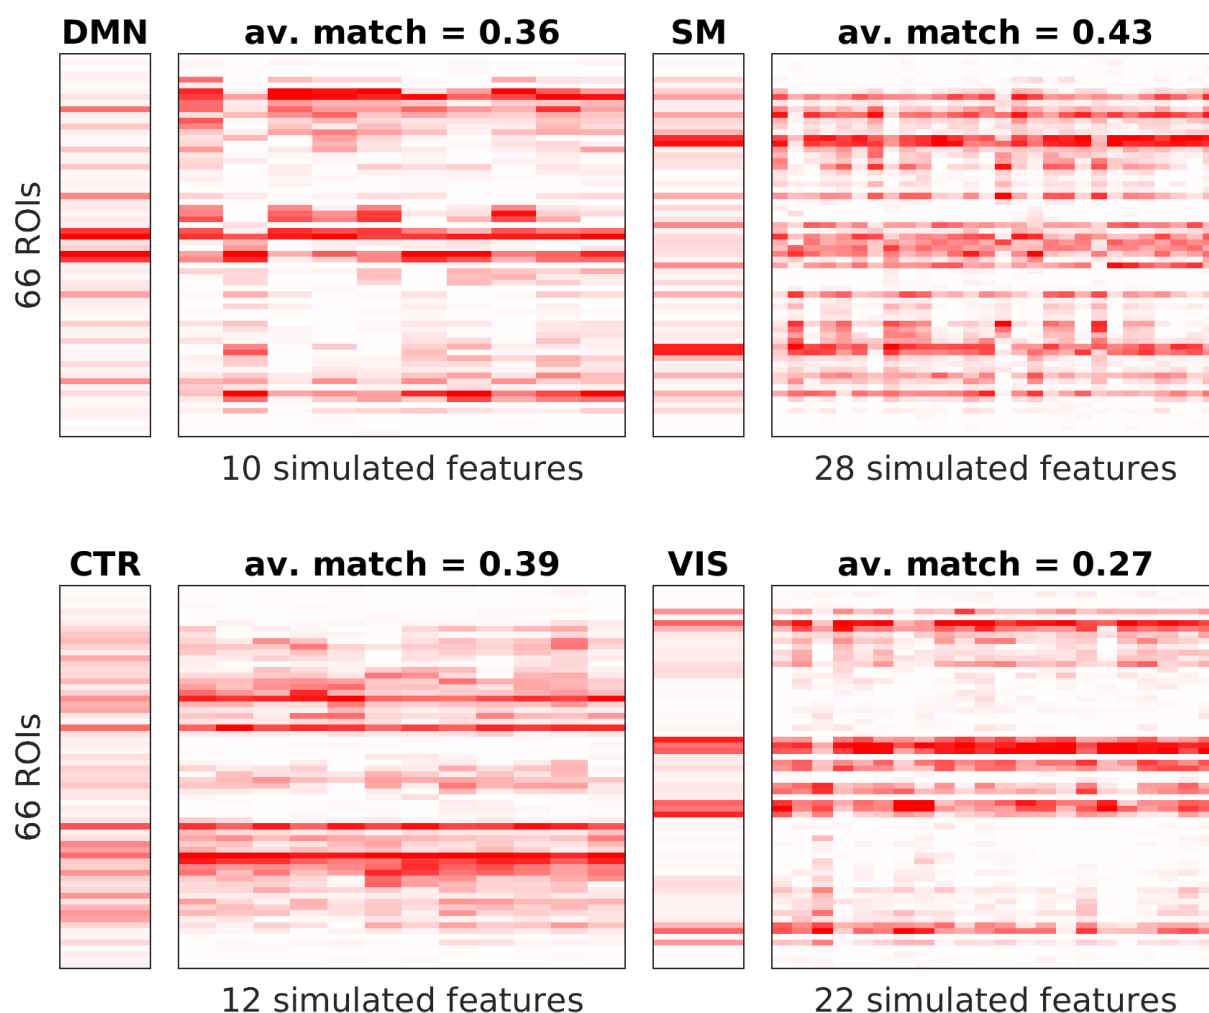 DMN
av. match = 0.36
SM
av. match = 0.43
66 ROIs
10 simulated features
28 simulated features
CTR
av. match = 0.39
VIS
av. match = 0.27
66 ROIs
12 simulated features
22 simulated features